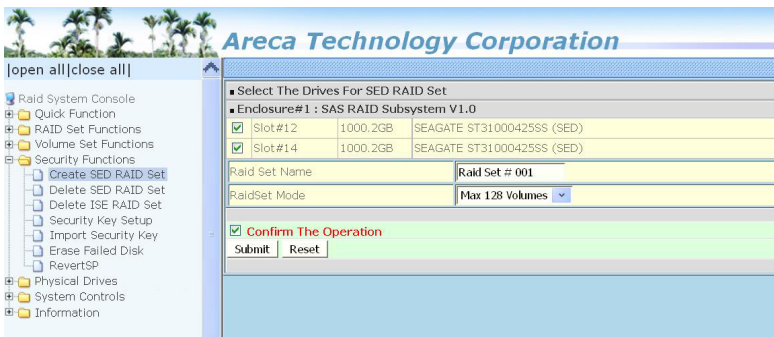 Areca Technology Corporation
|open all|close all|
Raid System Console
Quick Function
RAID Set Functions
Volume Set Functions
Security Functions
Create SED RAID Set
Delete SED RAID Set
Delete ISE RAID Set
Security Key Setup
Import Security Key
Erase Failed Disk
RevertSP
Physical Drives
System Controls
Information
Select The Drives For SED RAID Set
Enclosure#1 : SAS RAID Subsystem V1.0
Slot#12 1000.2GB SEAGATE ST31000425SS (SED)
Slot#14 1000.2GB SEAGATE ST31000425SS (SED)
Raid Set Name Raid Set # 001
RaidSet Mode Max 128 Volumes
Confirm The Operation
Submit Reset